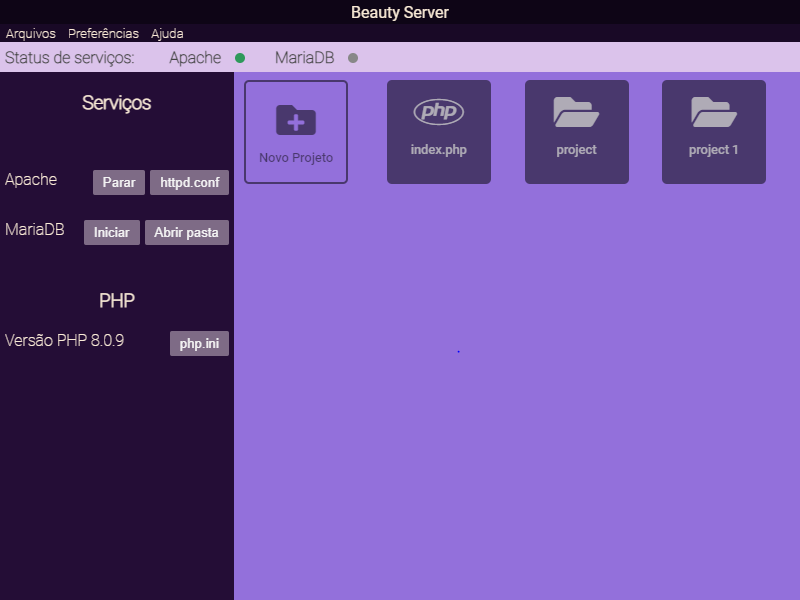 Beauty Server
Arquivos Preferências Ajuda
Status de serviços: Apache MariaDB
Serviços
Apache Parar httpd.conf
MariaDB Iniciar Abrir pasta
PHP
Versão PHP 8.0.9 php.ini
Novo Projeto
php
index.php
project
project 1